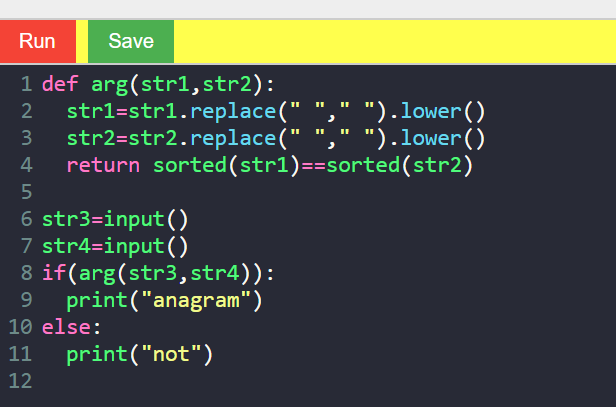 Run Save
1 def arg(str1,str2):
2   str1=str1.replace(" "," ").lower()
3   str2=str2.replace(" "," ").lower()
4   return sorted(str1)==sorted(str2)
5
6 str3=input()
7 str4=input()
8 if(arg(str3,str4)):
9   print("anagram")
10 else:
11   print("not")
12